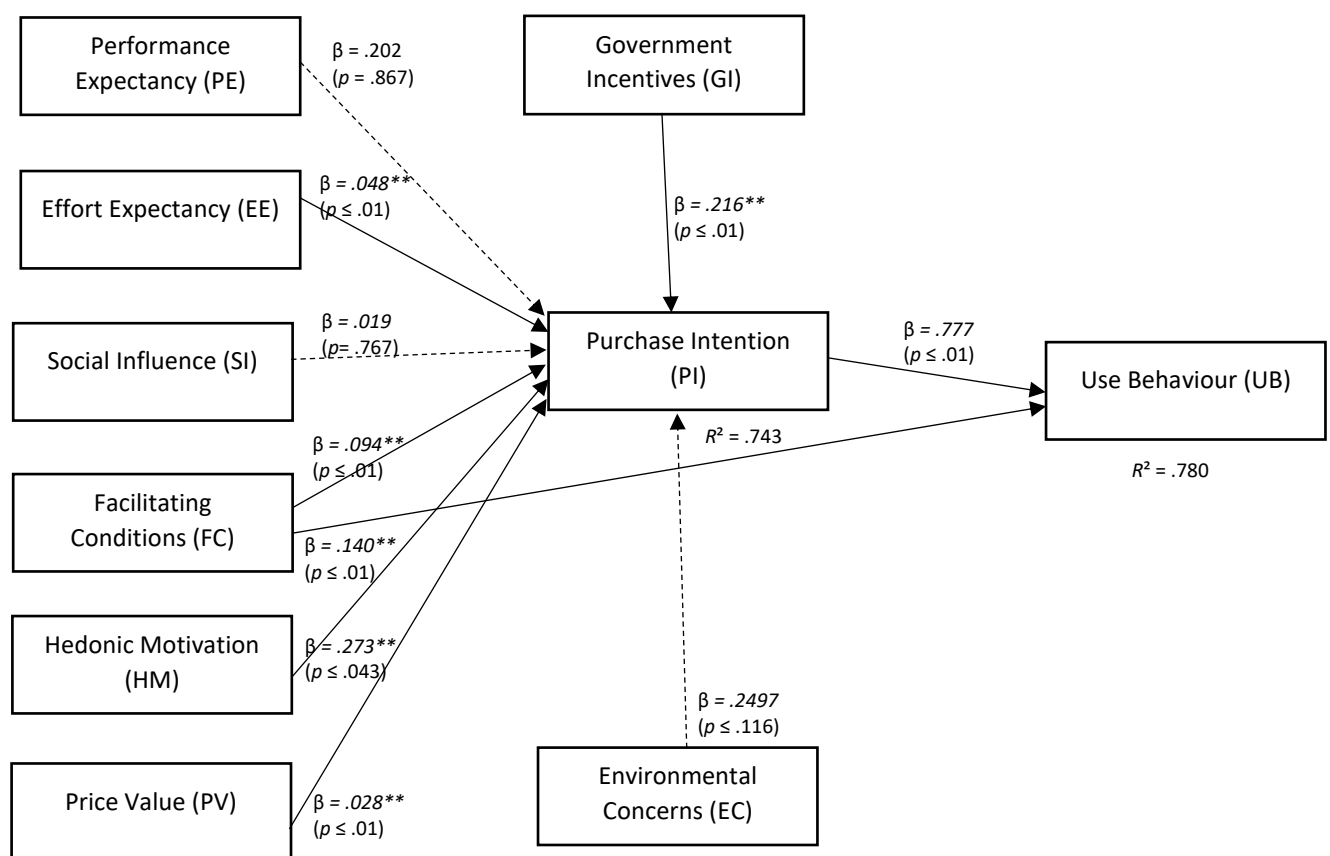 Performance
Expectancy (PE)
β = .202
(p = .867)
Government
Incentives (GI)
Effort Expectancy (EE)
β = .048**
(p ≤ .01)
β = .216**
(p ≤ .01)
Social Influence (SI)
β = .019
(p= .767)
Purchase Intention
(PI)
β = .777
(p ≤ .01)
Use Behaviour (UB)
R² = .743
R² = .780
Facilitating
Conditions (FC)
β = .094**
(p ≤ .01)
β = .140**
(p ≤ .01)
Hedonic Motivation
(HM)
β = .273**
(p ≤ .043)
β = .2497
(p ≤ .116)
Environmental
Concerns (EC)
Price Value (PV)
β = .028**
(p ≤ .01)